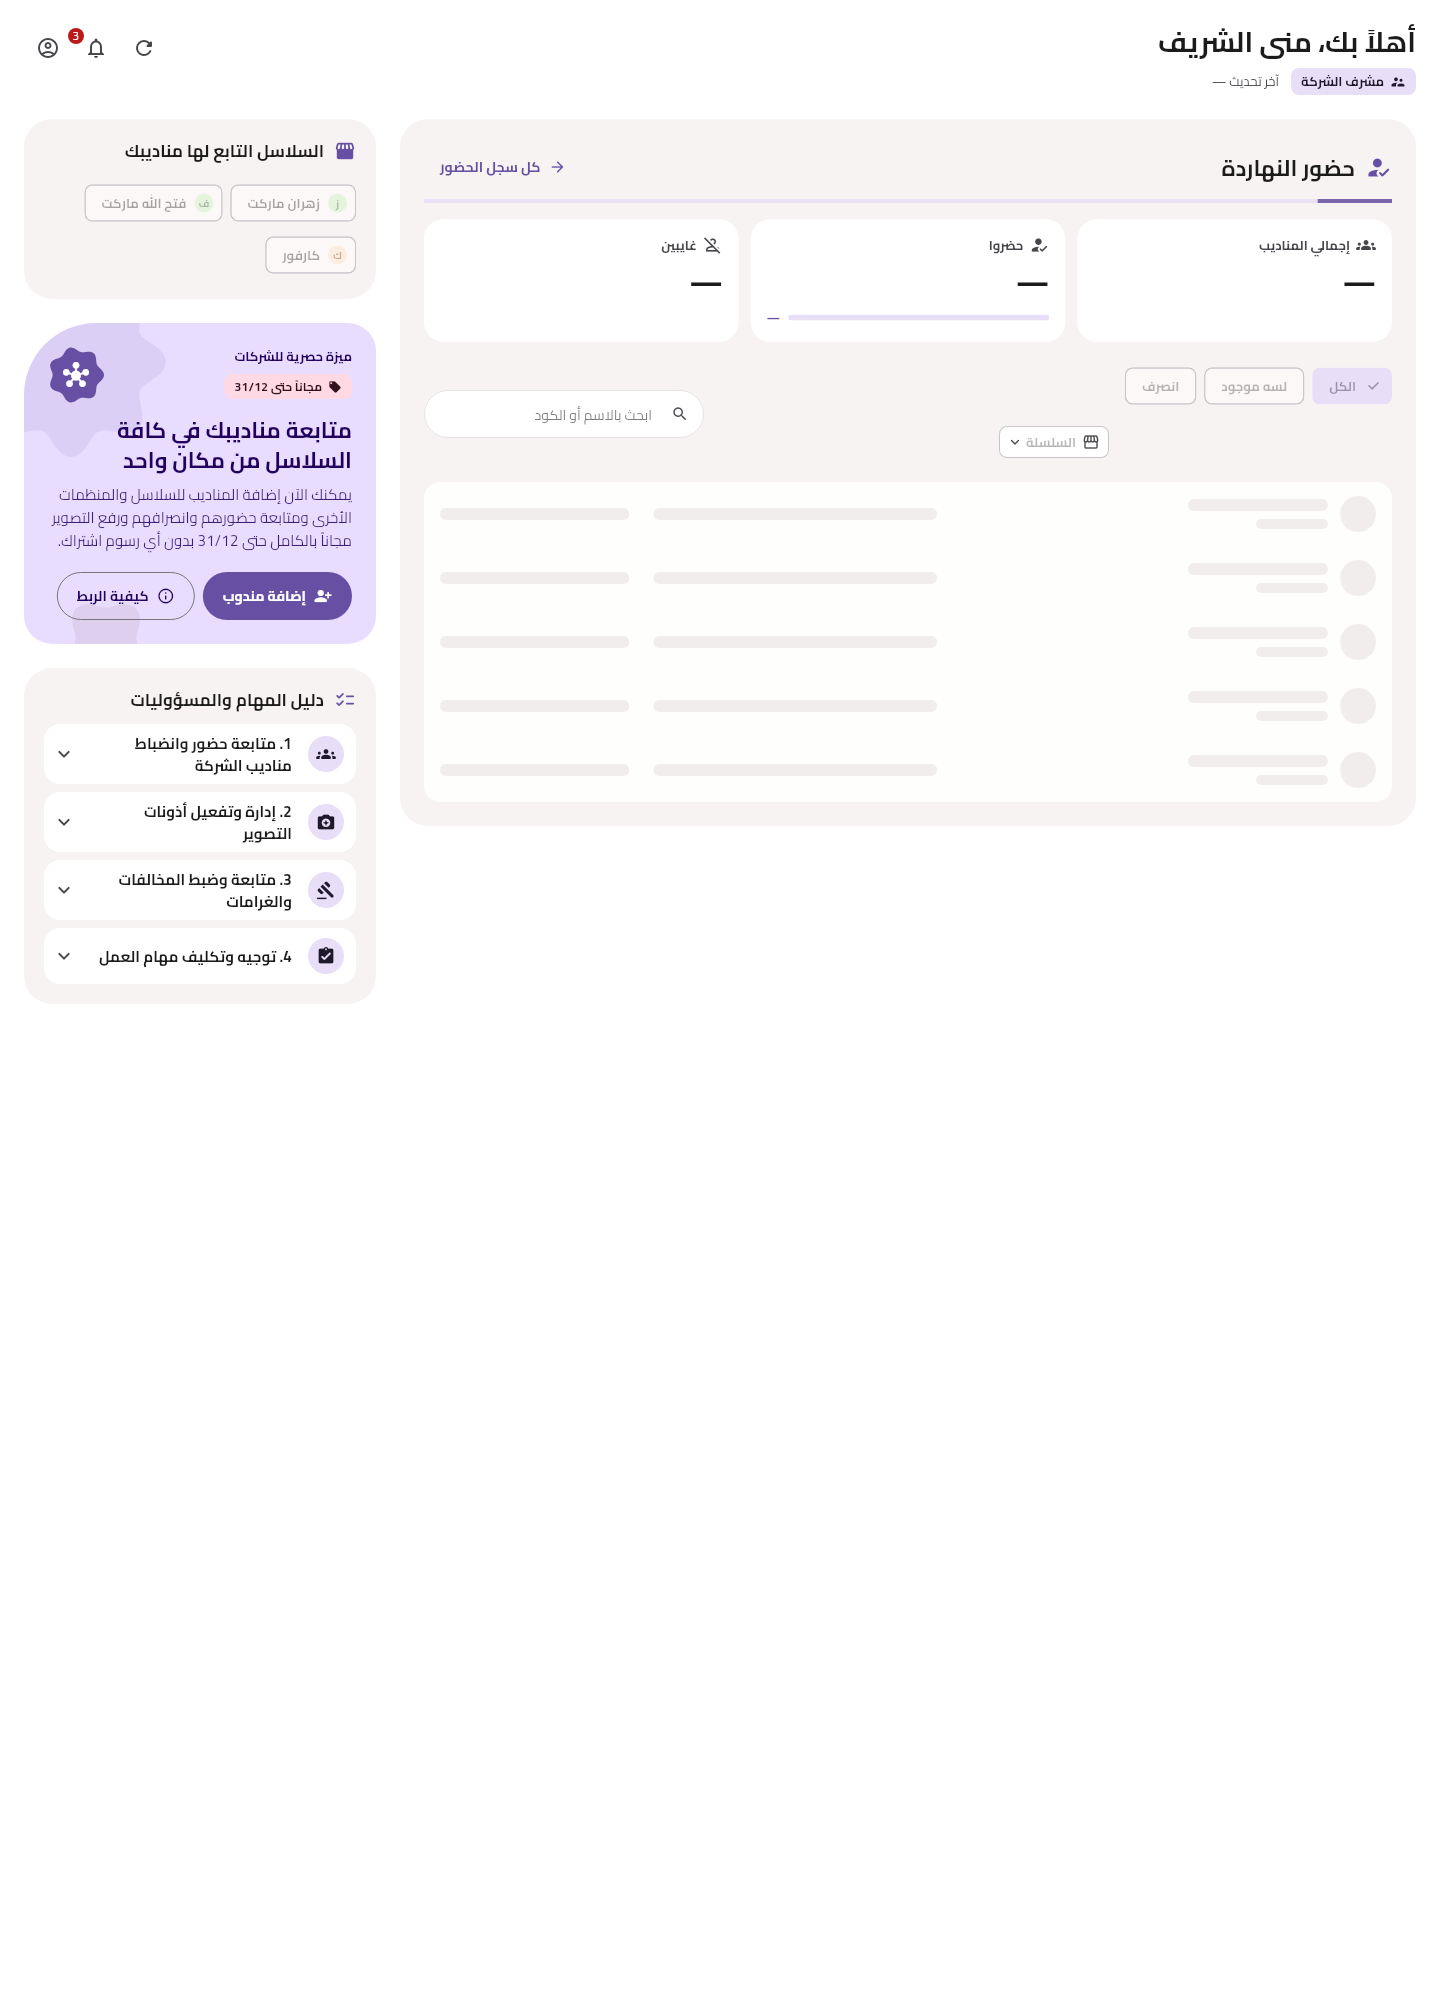 أهلاً بك، منى الشريف
مشرف الشركة
آخر تحديث —
3
حضور النهاردة
كل سجل الحضور
إجمالي المناديب
—
حضروا
—
—
غايبين
—
الكل
لسه موجود
انصرف
السلسلة
ابحث بالاسم أو الكود
السلاسل التابع لها مناديبك
ز
زهران ماركت
ف
فتح الله ماركت
ك
كارفور
ميزة حصرية للشركات
مجاناً حتى 31/12
متابعة مناديبك في كافة
السلاسل من مكان واحد
يمكنك الآن إضافة المناديب للسلاسل والمنظمات
الأخرى ومتابعة حضورهم وانصرافهم ورفع التصوير
مجاناً بالكامل حتى 31/12 بدون أي رسوم اشتراك.
إضافة مندوب
كيفية الربط
دليل المهام والمسؤوليات
1. متابعة حضور وانضباط
مناديب الشركة
2. إدارة وتفعيل أذونات
التصوير
3. متابعة وضبط المخالفات
والغرامات
4. توجيه وتكليف مهام العمل